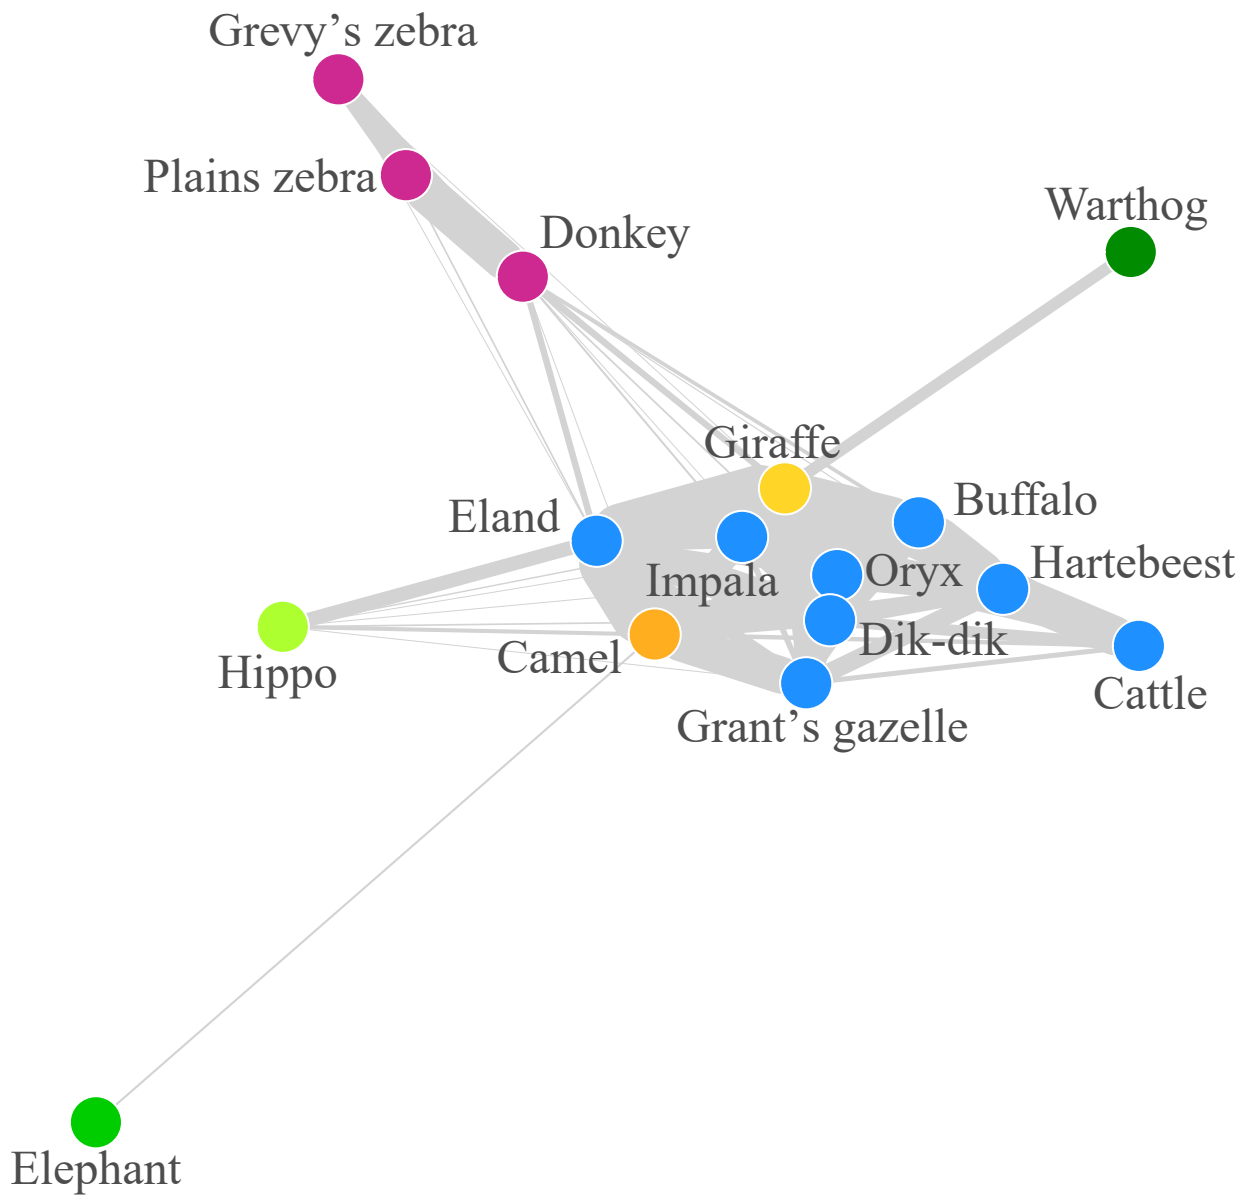 Grevy’s zebra
Plains zebra
Donkey
Warthog
Giraffe
Eland
Buffalo
Impala
Oryx
Hartebeest
Camel
Dik-dik
Hippo
Cattle
Grant’s gazelle
Elephant